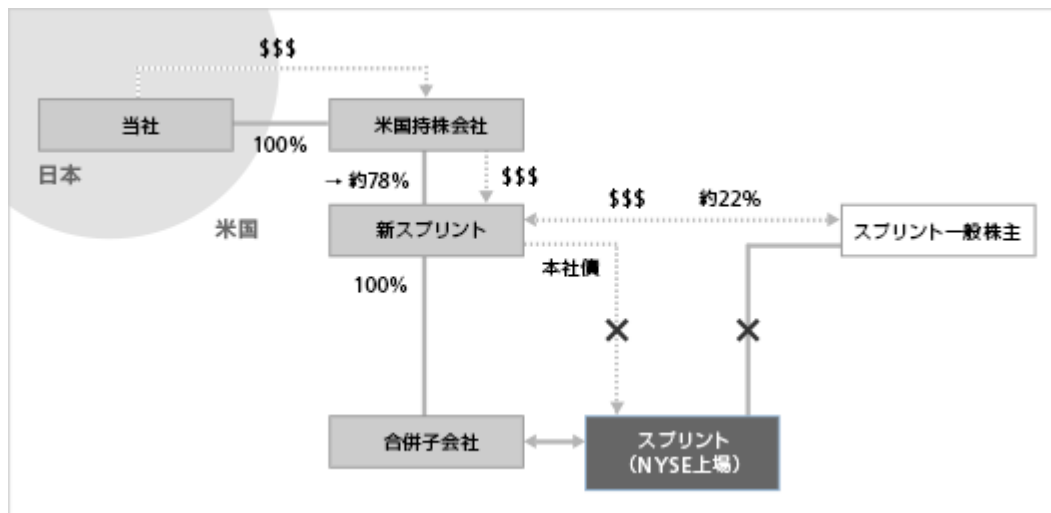 $$$
当社
米国持株会社
100%
日本
→ 約78%
$$$
$$$
約22%
米国
新スプリント
スプリント一般株主
本社債
100%
合併子会社
スプリント
（NYSE上場）